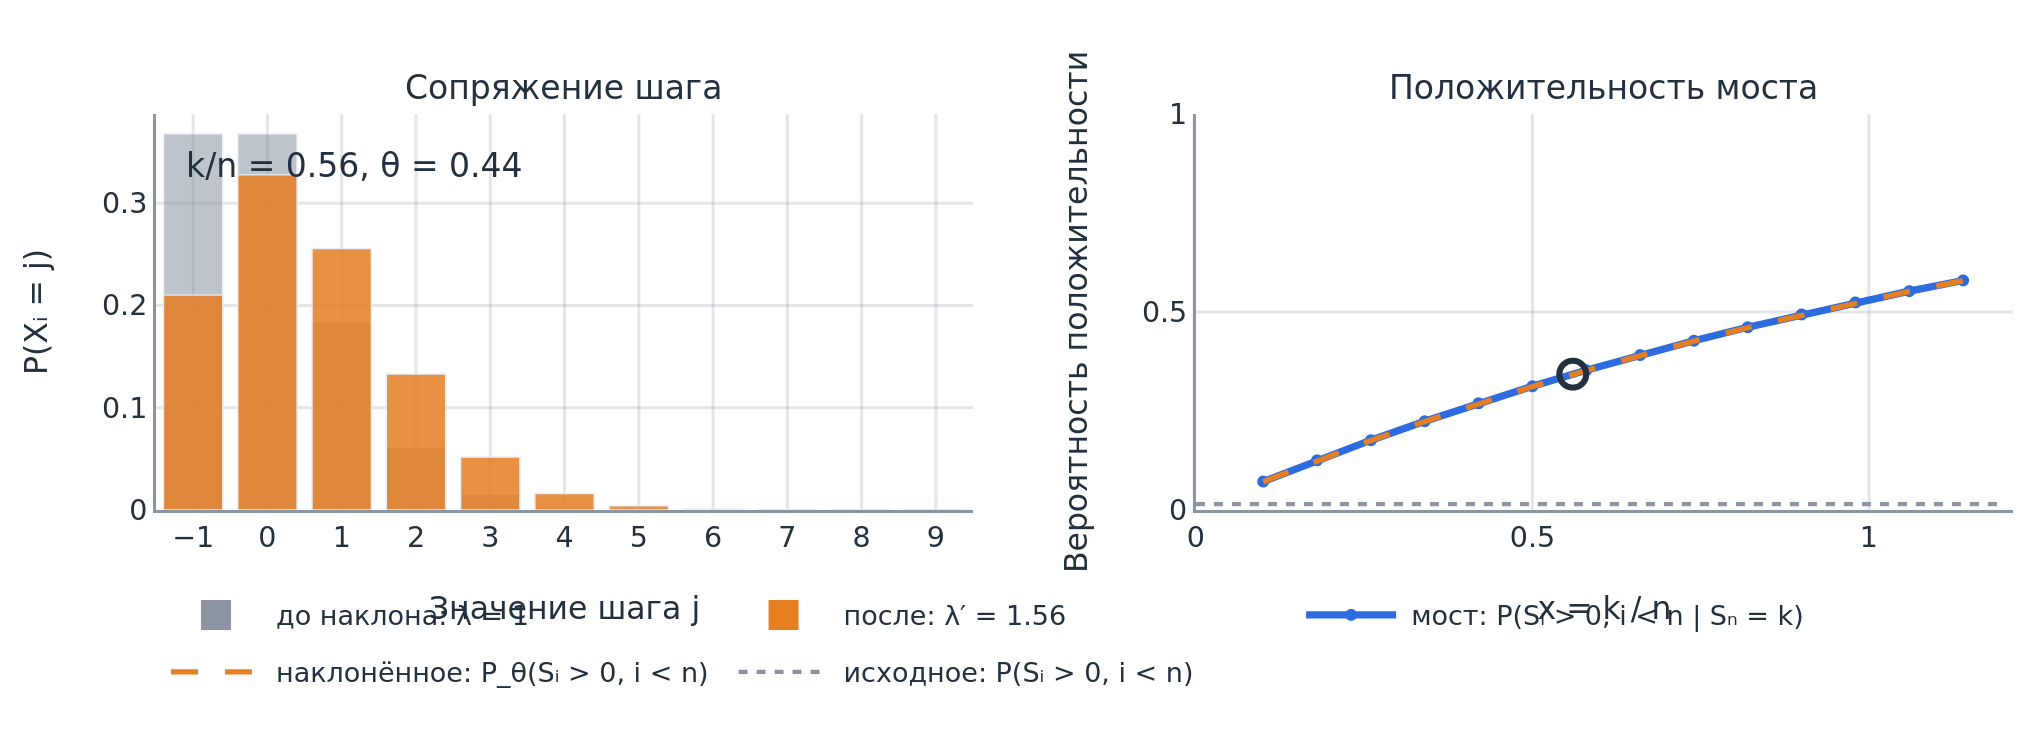 Сопряжение шага
k/n = 0.56, θ = 0.44
P(Xᵢ = j)
0.3
0.2
0.1
0
−1 0 1 2 3 4 5 6 7 8 9
Значение шага j
Положительность моста
Вероятность положительности
1
0.5
0
0 0.5 1
x = k / n
до наклона: λ = 1
после: λ′ = 1.56
мост: P(Sᵢ > 0, i < n | Sₙ = k)
наклонённое: P_θ(Sᵢ > 0, i < n)
исходное: P(Sᵢ > 0, i < n)